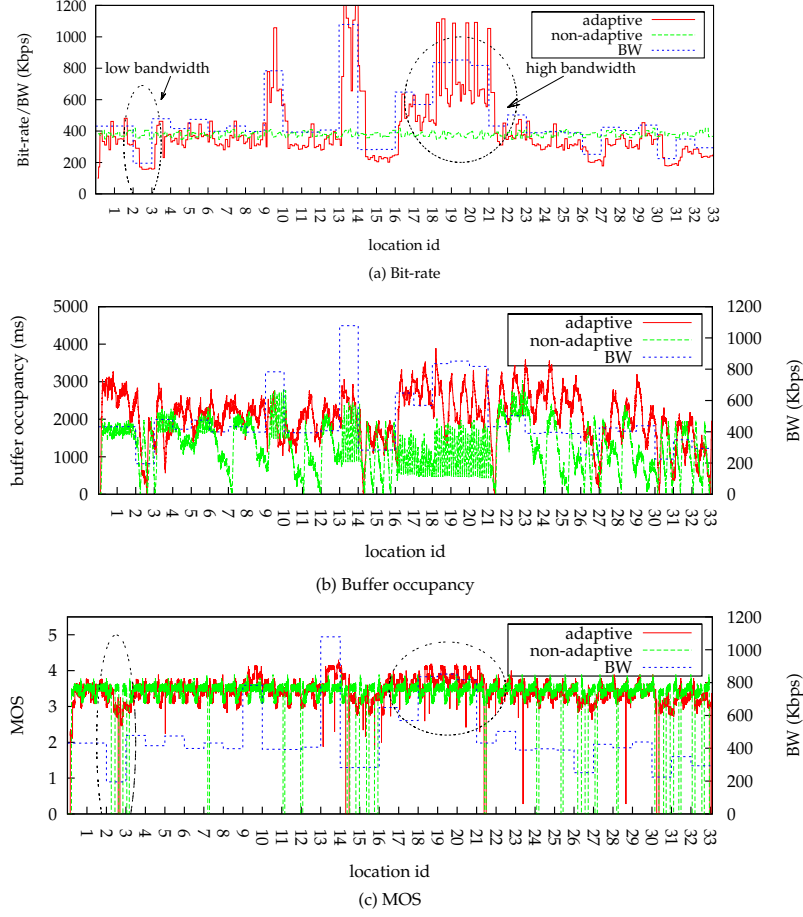 1200
1000
800
600
400
200
0
Bit-rate/BW (Kbps)
adaptive
non-adaptive
BW
low bandwidth
high bandwidth
1 2 3 4 5 6 7 8 9 10 11 12 13 14 15 16 17 18 19 20 21 22 23 24 25 26 27 28 29 30 31 32 33
location id
(a) Bit-rate
5000
4000
3000
2000
1000
0
buffer occupancy (ms)
adaptive
non-adaptive
BW
1200
1000
800
600
400
200
0
BW (Kbps)
1 2 3 4 5 6 7 8 9 10 11 12 13 14 15 16 17 18 19 20 21 22 23 24 25 26 27 28 29 30 31 32 33
location id
(b) Buffer occupancy
5
4
3
2
1
0
MOS
adaptive
non-adaptive
BW
1200
1000
800
600
400
200
0
BW (Kbps)
1 2 3 4 5 6 7 8 9 10 11 12 13 14 15 16 17 18 19 20 21 22 23 24 25 26 27 28 29 30 31 32 33
location id
(c) MOS